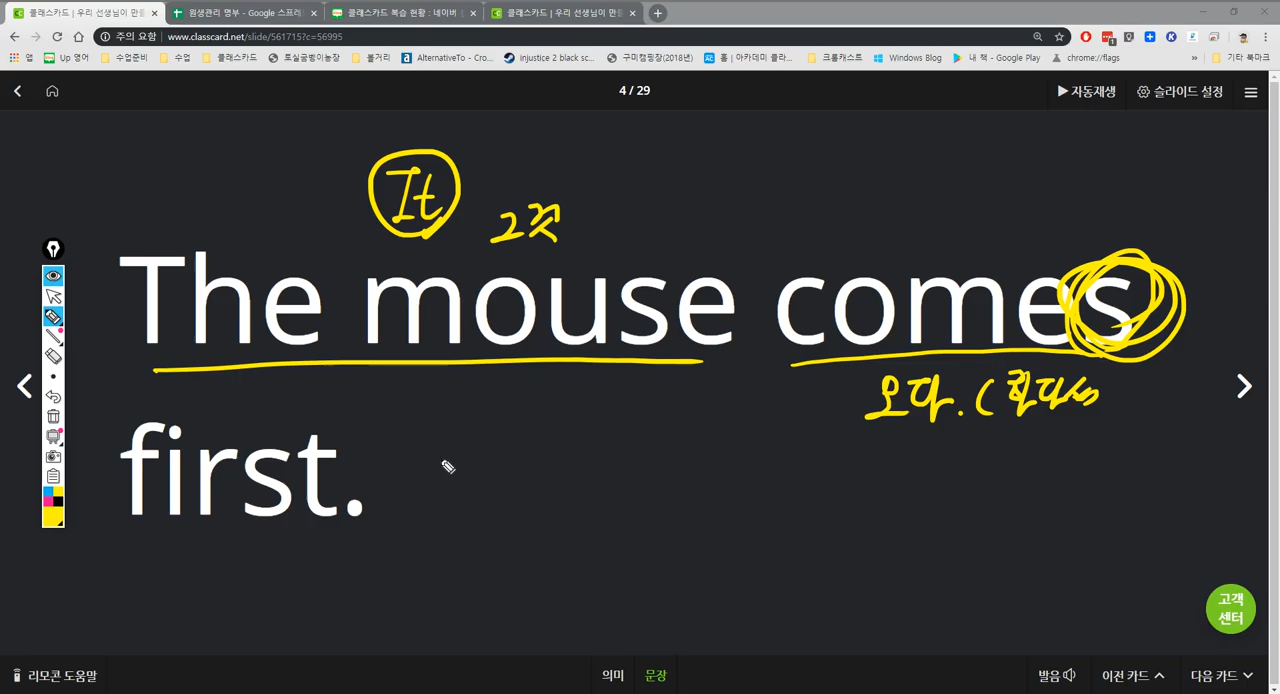 클래스카드 | 우리 선생님이 만든
원생관리 명부 - Google 스프레
클래스카드 복습 현황 : 네이버
클래스카드 | 우리 선생님이 만든
주의 요함 | www.classcard.net/slide/561715?c=56995
앱 Up 영어 수업준비 수업 클래스카드 토실굼벵이농장 볼거리 AlternativeTo - Cro... Injustice 2 black sc... 구미캠핑장(2018년) 홈 | 아카데미 클라... 크롬캐스트 Windows Blog 내 책 - Google Play chrome://flags » 기타 북마크
4 / 29 자동재생 슬라이드 설정
It 그것
The mouse comes
오다. (
first.
고객
센터
리모콘 도움말 의미 문장 발음 이전 카드 다음 카드